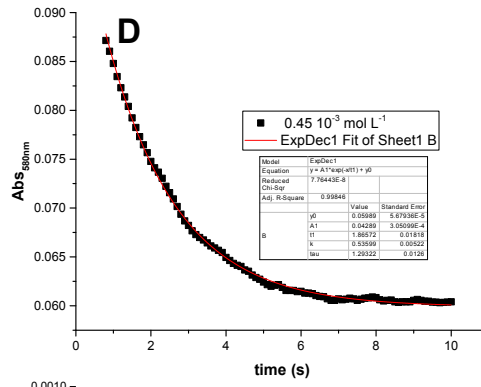 0.090
D
0.085
0.080
0.075
0.070
0.065
0.060
Abs580nm
0.45 10⁻³ mol L⁻¹
ExpDec1 Fit of Sheet1 B
Model ExpDec1
Equation y = A1*exp(-x/t1) + y0
Reduced Chi-Sqr 7.76443E-8
Adj. R-Square 0.99846
Value Standard Error
B y0 0.05989 5.67936E-5
A1 0.04289 3.05099E-4
t1 1.86572 0.01818
k 0.53599 0.00522
tau 1.29322 0.0126
0 2 4 6 8 10
time (s)
0.0010